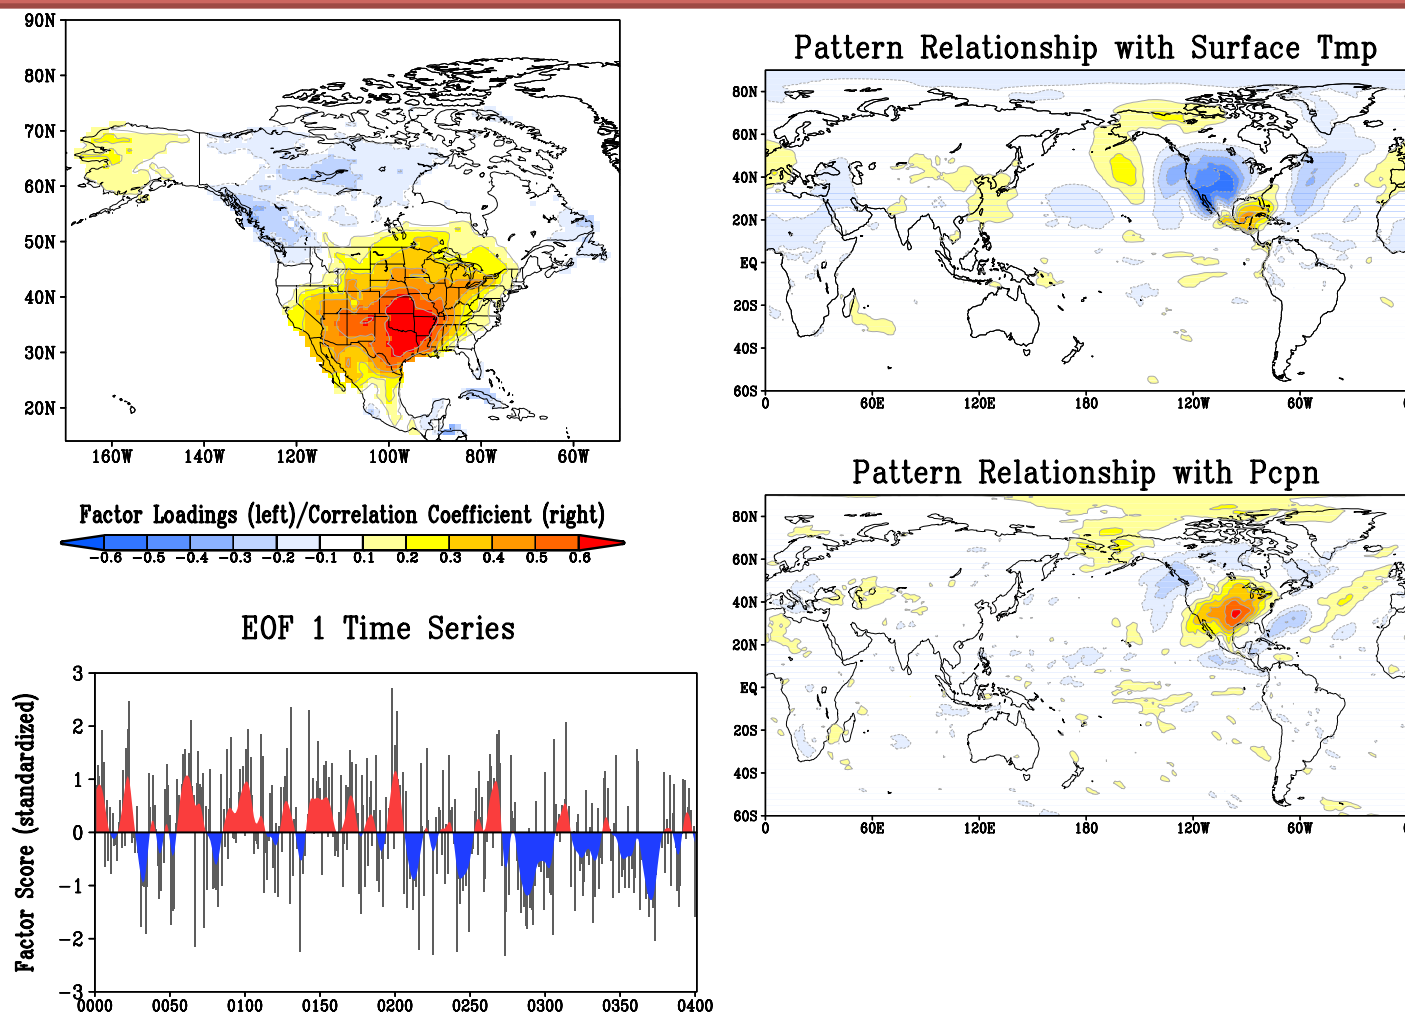 90N
80N
70N
60N
50N
40N
30N
20N
160W 140W 120W 100W 80W 60W
Factor Loadings (left)/Correlation Coefficient (right)
-0.6 -0.5 -0.4 -0.3 -0.2 -0.1 0.1 0.2 0.3 0.4 0.5 0.6
EOF 1 Time Series
Factor Score (standardized)
3
2
1
0
-1
-2
-3
0000 0050 0100 0150 0200 0250 0300 0350 0400
Pattern Relationship with Surface Tmp
80N
60N
40N
20N
EQ
20S
40S
60S
0 60E 120E 180 120W 60W
Pattern Relationship with Pcpn
80N
60N
40N
20N
EQ
20S
40S
60S
0 60E 120E 180 120W 60W